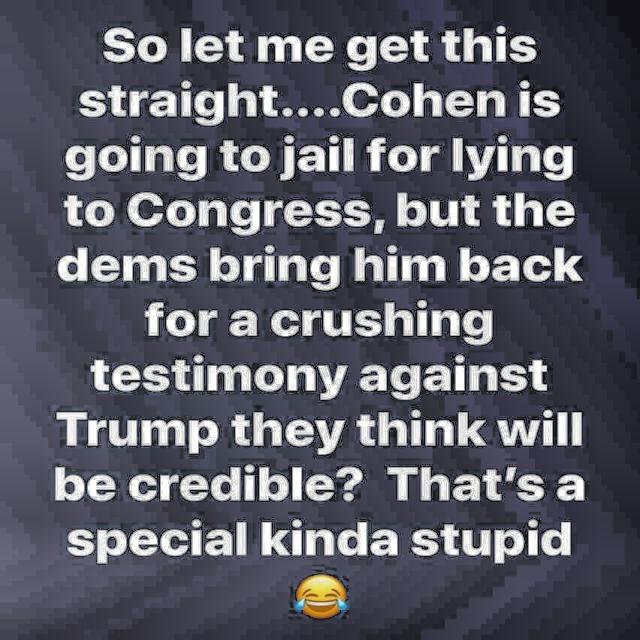 So let me get this
straight....Cohen is
going to jail for lying
to Congress, but the
dems bring him back
for a crushing
testimony against
Trump they think will
be credible?  That's a
special kinda stupid
😂